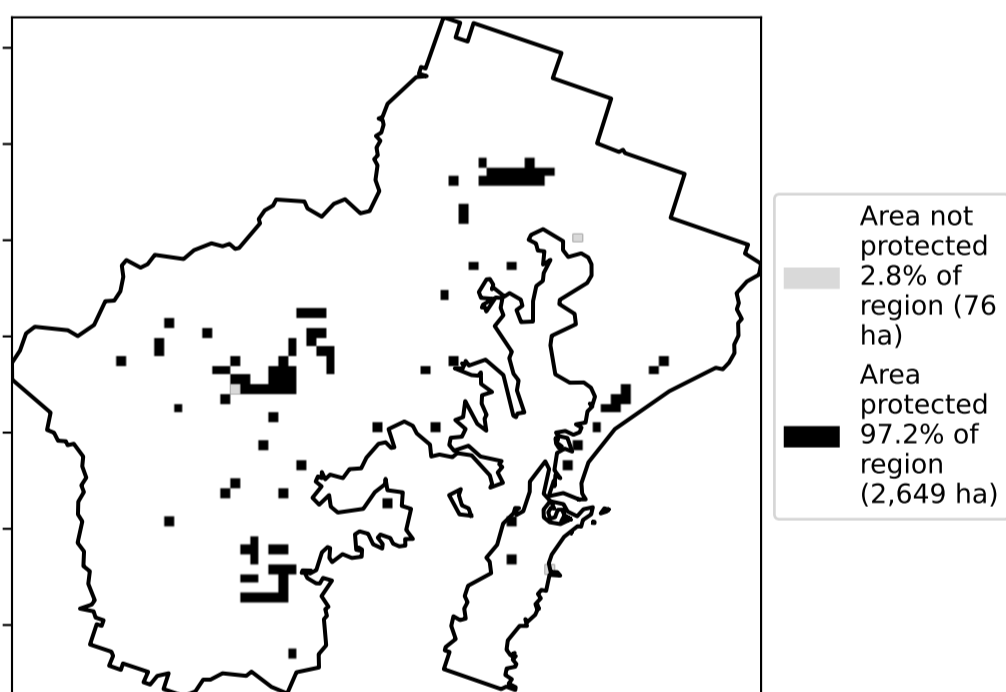 Area not
protected
2.8% of
region (76
ha)
Area
protected
97.2% of
region
(2,649 ha)